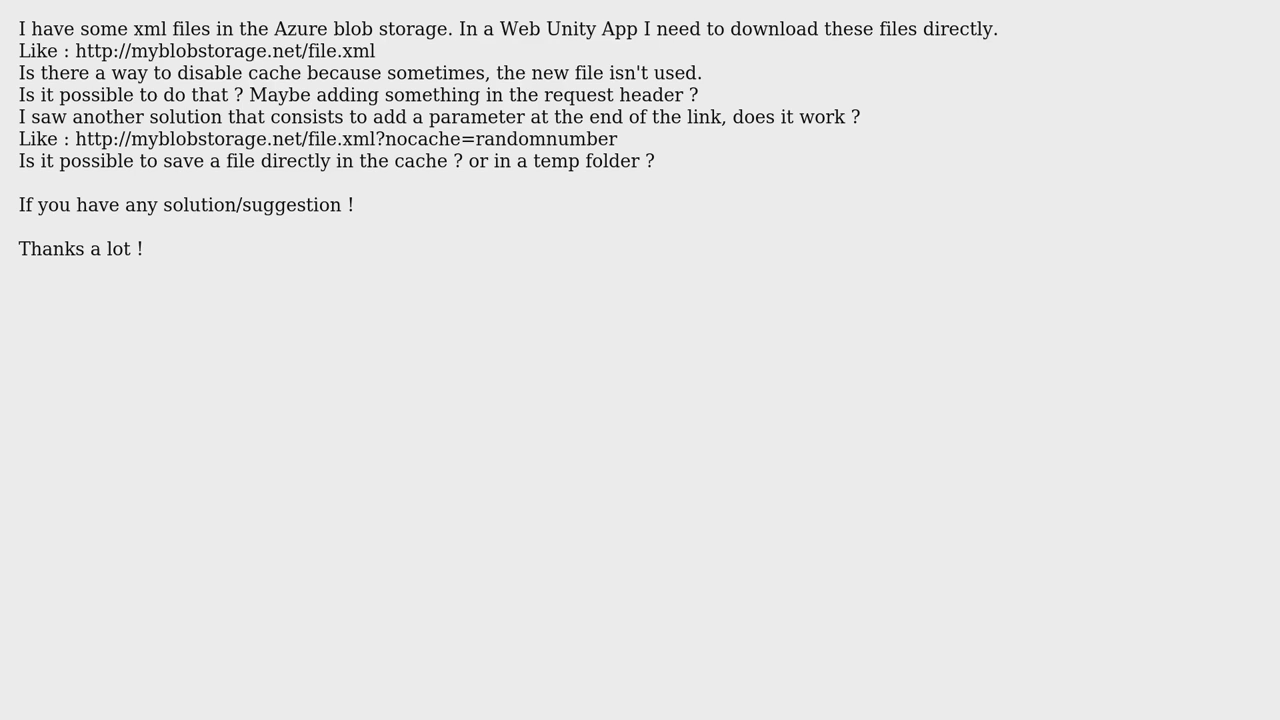 I have some xml files in the Azure blob storage. In a Web Unity App I need to download these files directly.
Like : http://myblobstorage.net/file.xml
Is there a way to disable cache because sometimes, the new file isn't used.
Is it possible to do that ? Maybe adding something in the request header ?
I saw another solution that consists to add a parameter at the end of the link, does it work ?
Like : http://myblobstorage.net/file.xml?nocache=randomnumber
Is it possible to save a file directly in the cache ? or in a temp folder ?

If you have any solution/suggestion !

Thanks a lot !